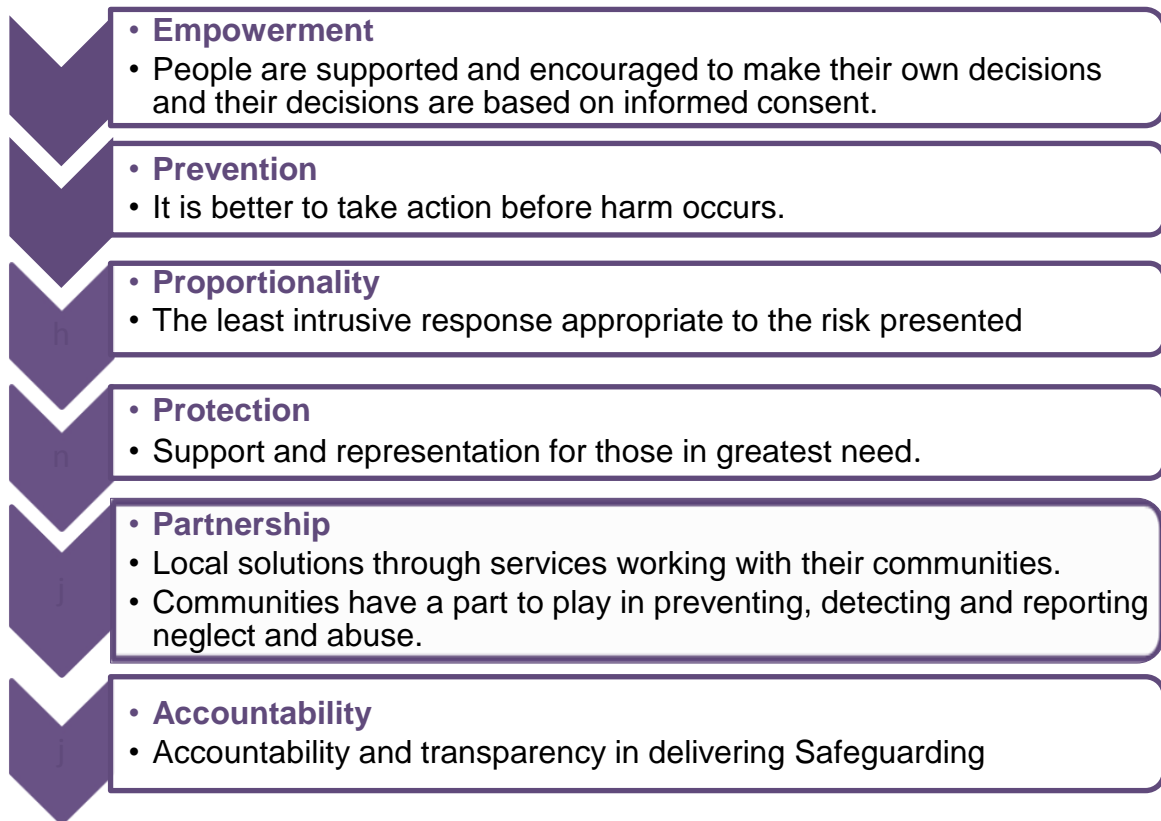 • Empowerment
• People are supported and encouraged to make their own decisions
and their decisions are based on informed consent.
• Prevention
• It is better to take action before harm occurs.
h
• Proportionality
• The least intrusive response appropriate to the risk presented
n
• Protection
• Support and representation for those in greatest need.
j
• Partnership
• Local solutions through services working with their communities.
• Communities have a part to play in preventing, detecting and reporting
neglect and abuse.
j
• Accountability
• Accountability and transparency in delivering Safeguarding